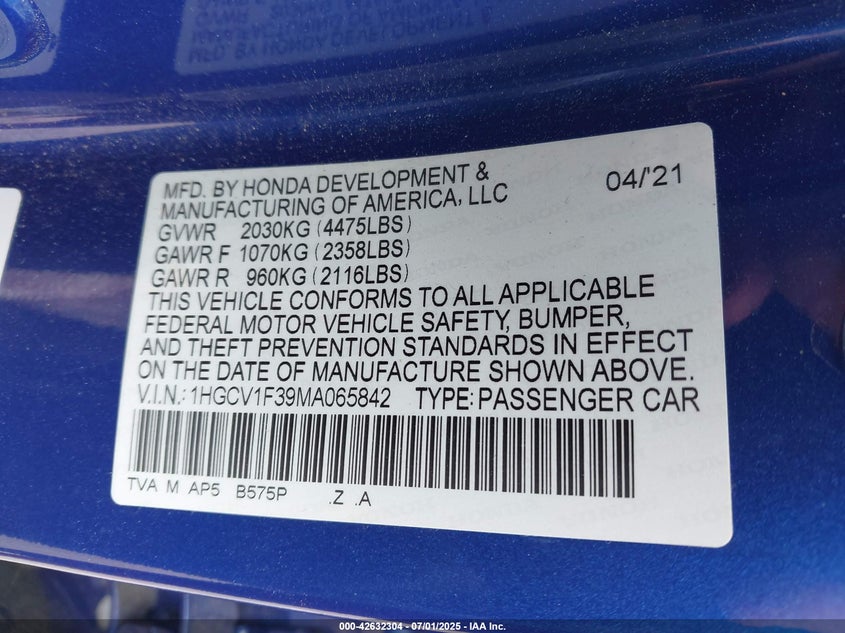 MFD. BY HONDA DEVELOPMENT &
MANUFACTURING OF AMERICA, LLC
04/'21
GVWR 2030KG (4475LBS)
GAWR F 1070KG (2358LBS)
GAWR R 960KG (2116LBS)
THIS VEHICLE CONFORMS TO ALL APPLICABLE
FEDERAL MOTOR VEHICLE SAFETY, BUMPER,
AND THEFT PREVENTION STANDARDS IN EFFECT
ON THE DATE OF MANUFACTURE SHOWN ABOVE.
V.I.N.: 1HGCV1F39MA065842 TYPE: PASSENGER CAR
TVA M AP5 B575P .Z .A
000-42632304 - 07/01/2025 - IAA Inc.